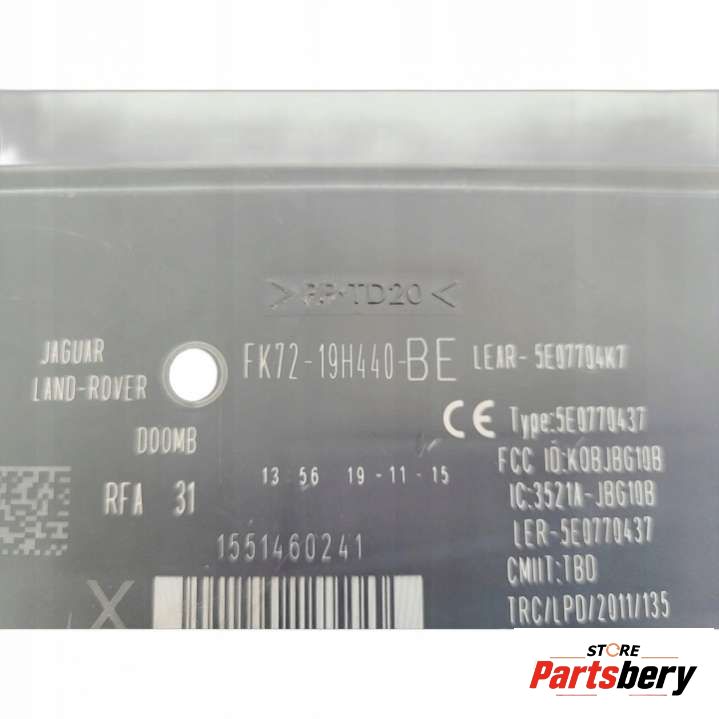 >PP-TD20<
JAGUAR
LAND-ROVER
FK72-19H440-BE
LEAR-5E07704K7
D00MB
CE Type:5E0770437
13 56 19-11-15
FCC ID:KOBJBG10B
RFA 31
IC:3521A-JBG10B
LER-5E0770437
1551460241
CMIIT:TBD
X
TRC/LPD/2011/135
STORE
Partsbery